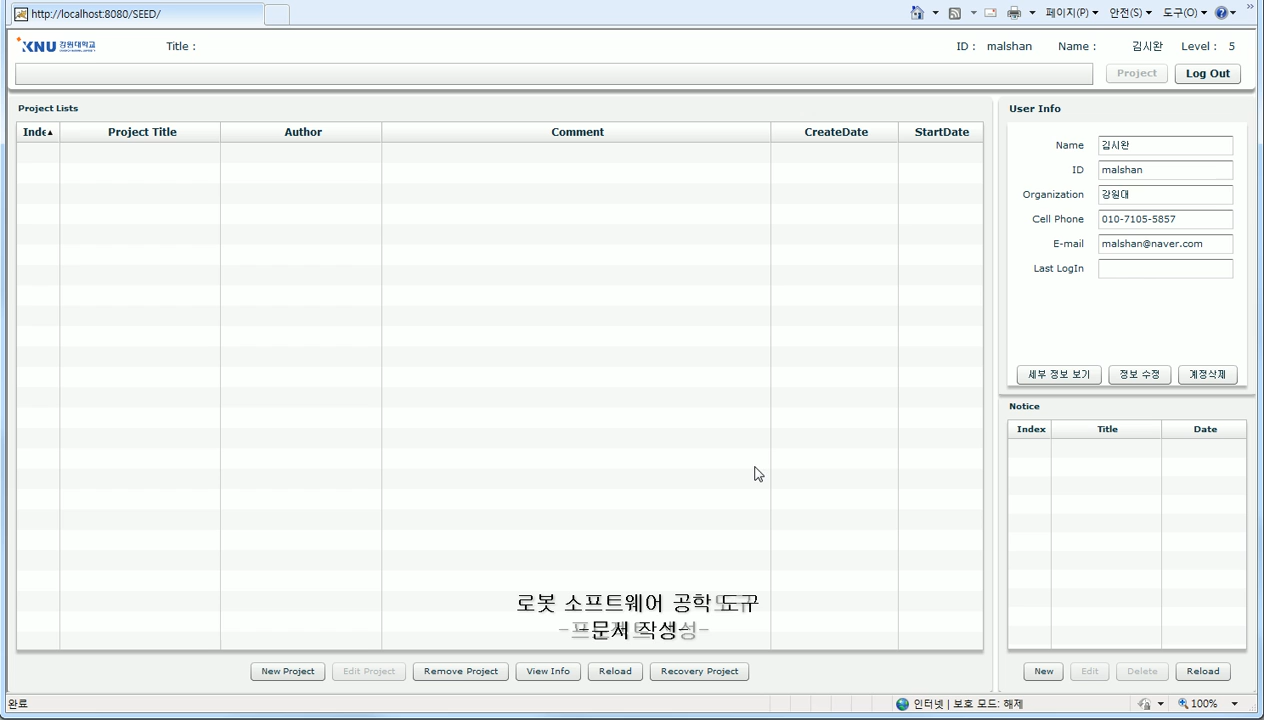 http://localhost:8080/SEED/
페이지(P) 안전(S) 도구(O)
KNU 강원대학교 Title : ID : malshan Name : 김시완 Level : 5
Project Log Out
Project Lists
Inde Project Title Author Comment CreateDate StartDate
User Info
Name 김시완
ID malshan
Organization 강원대
Cell Phone 010-7105-5857
E-mail malshan@naver.com
Last LogIn
세부 정보 보기 정보 수정 계정삭제
Notice
Index Title Date
로봇 소프트웨어 공학 도구
New Project Edit Project Remove Project View Info Reload Recovery Project
New Edit Delete Reload
완료 인터넷 | 보호 모드: 해제 100%